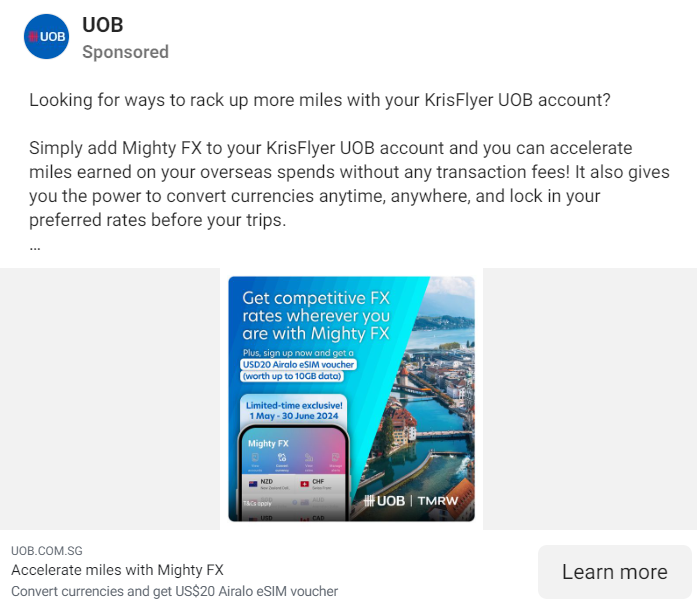 UOB
UOB
Sponsored
Looking for ways to rack up more miles with your KrisFlyer UOB account?
Simply add Mighty FX to your KrisFlyer UOB account and you can accelerate
miles earned on your overseas spends without any transaction fees! It also gives
you the power to convert currencies anytime, anywhere, and lock in your
preferred rates before your trips.
...
Get competitive FX
rates wherever you
are with Mighty FX
Plus, sign up now and get a
USD20 Airalo eSIM voucher
(worth up to 10GB data)
Limited-time exclusive!
1 May - 30 June 2024
Mighty FX
NZD
CHF
T&Cs apply
USD
CAD
UOB | TMRW
UOB.COM.SG
Accelerate miles with Mighty FX
Convert currencies and get US$20 Airalo eSIM voucher
Learn more